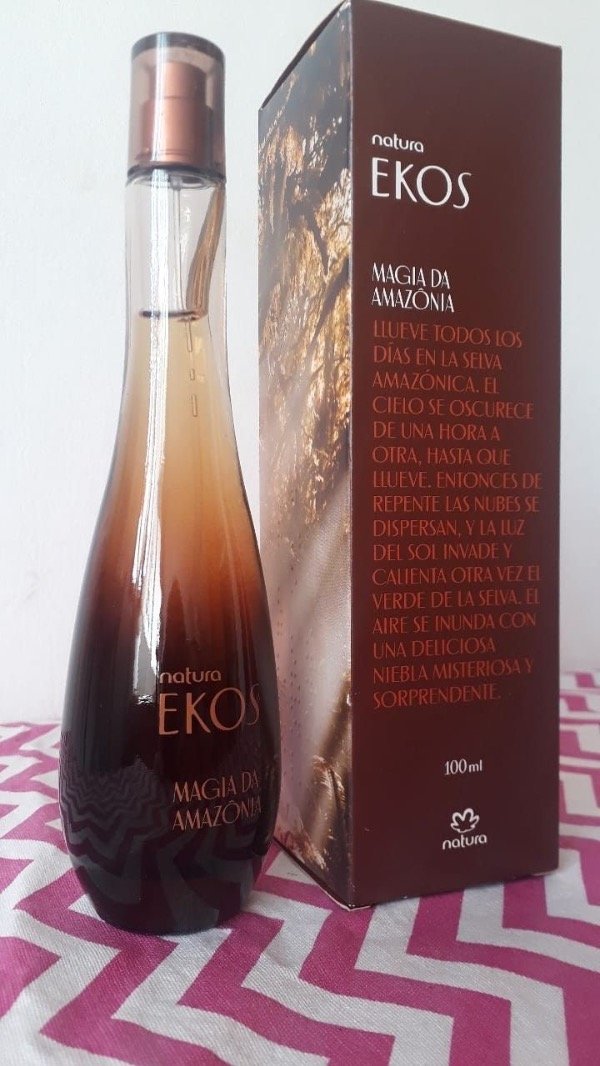 natura
EKOS
MAGIA DA
AMAZÔNIA
natura
EKOS
MAGIA DA
AMAZÔNIA
LLUEVE TODOS LOS
DÍAS EN LA SELVA
AMAZÓNICA. EL
CIELO SE OSCURECE
DE UNA HORA A
OTRA, HASTA QUE
LLUEVE. ENTONCES DE
REPENTE LAS NUBES SE
DISPERSAN, Y LA LUZ
DEL SOL INVADE Y
CALIENTA OTRA VEZ EL
VERDE DE LA SELVA. EL
AIRE SE INUNDA CON
UNA DELICIOSA
NIEBLA MISTERIOSA Y
SORPRENDENTE.
100 ml
natura